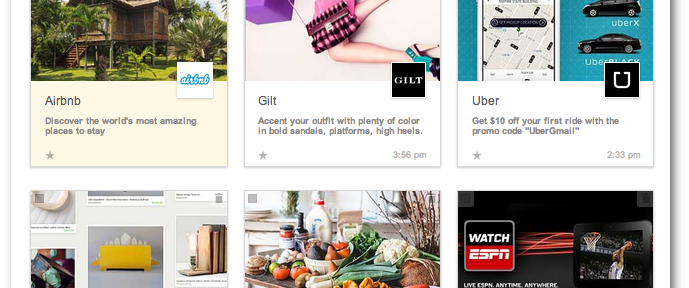 airbnb
Airbnb
Discover the world's most amazing
places to stay
GILT
Gilt
Accent your outfit with plenty of color
in bold sandals, platforms, high heels.
3:56 pm
SET PICKUP LOCATION
uberX
UberBLACK
Uber
Get $10 off your first ride with the
promo code "UberGmail"
2:33 pm
WATCH
ESPN
LIVE ESPN. ANYTIME. ANYWHERE.